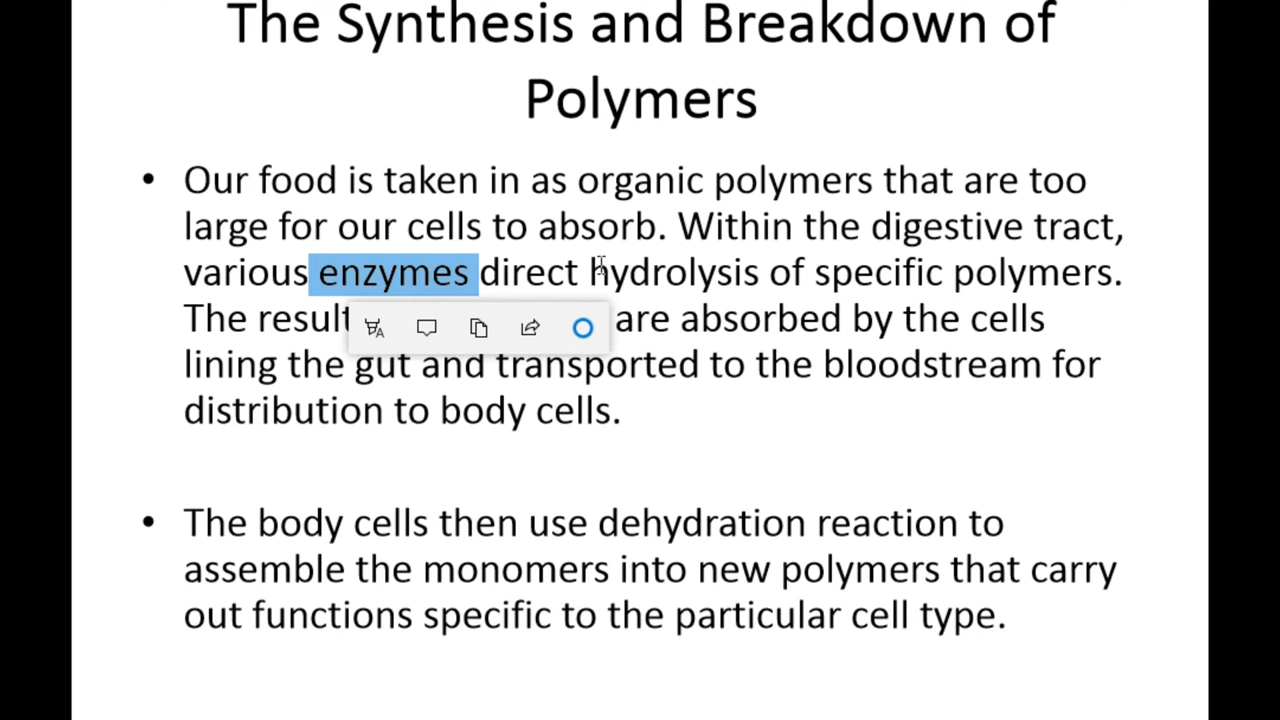 The Synthesis and Breakdown of
Polymers
• Our food is taken in as organic polymers that are too
large for our cells to absorb. Within the digestive tract,
various enzymes direct hydrolysis of specific polymers.
The result are absorbed by the cells
lining the gut and transported to the bloodstream for
distribution to body cells.
• The body cells then use dehydration reaction to
assemble the monomers into new polymers that carry
out functions specific to the particular cell type.